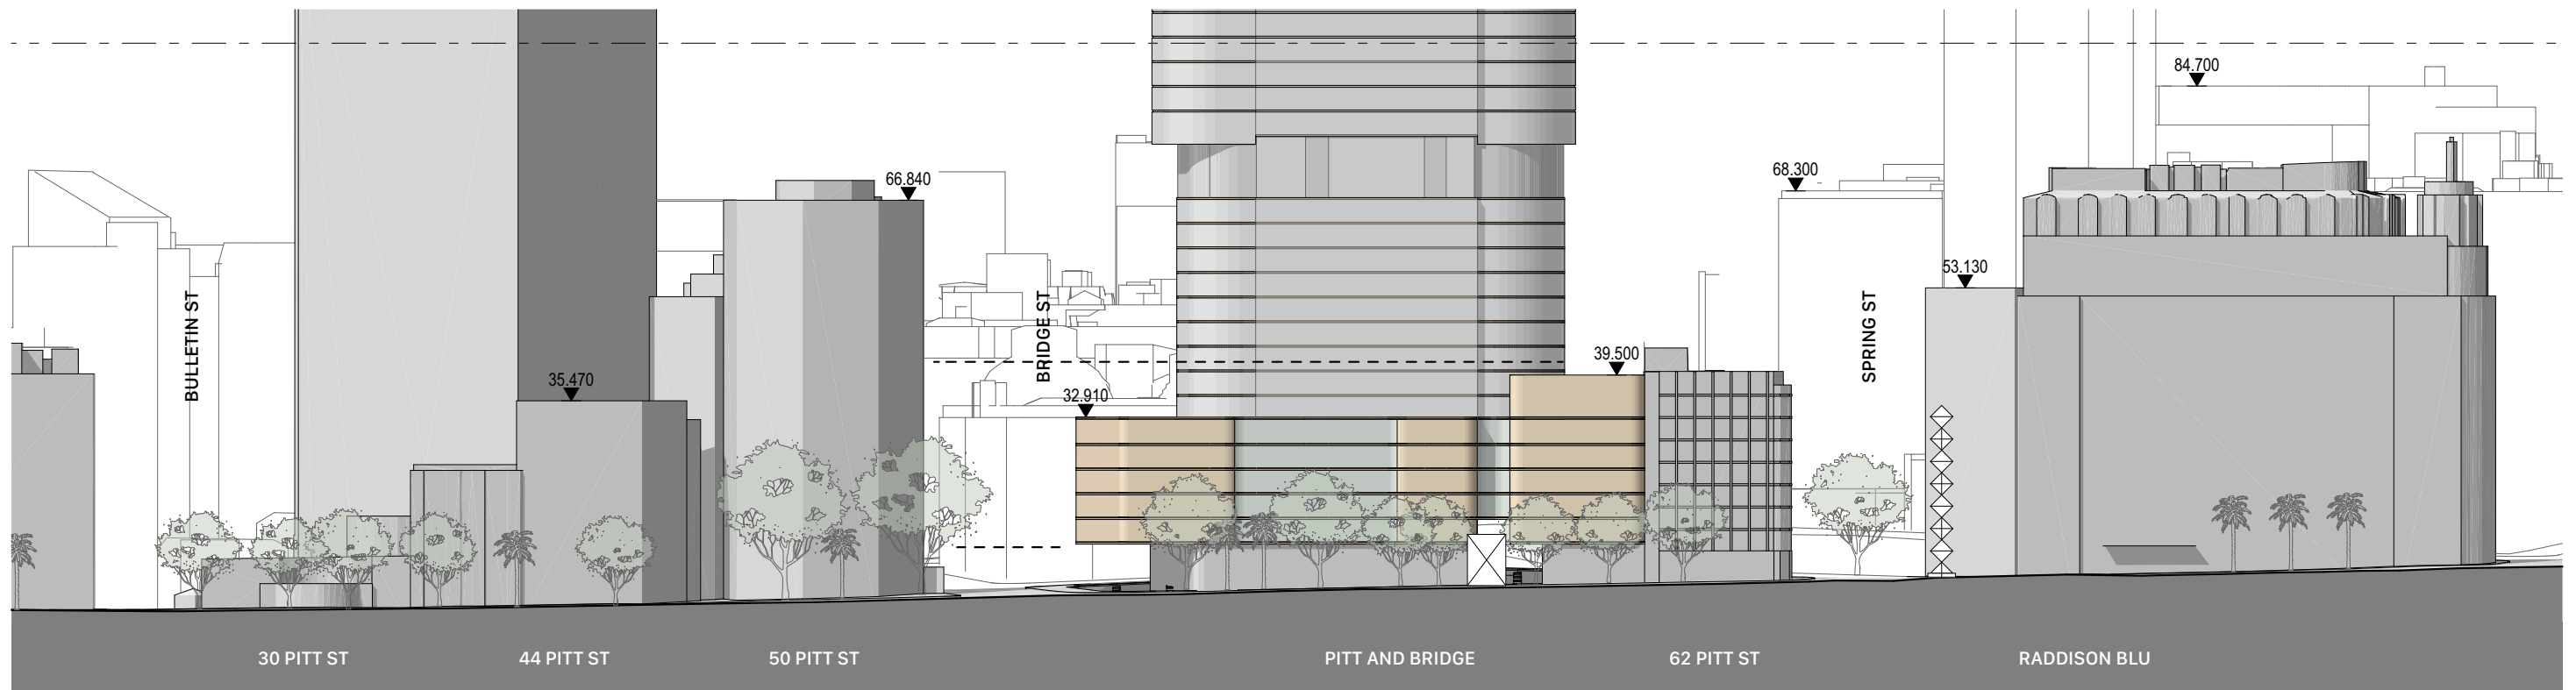 84.700
66.840
68.300
53.130
BULLETIN ST
BRIDGE ST
SPRING ST
39.500
35.470
32.910
30 PITT ST
44 PITT ST
50 PITT ST
PITT AND BRIDGE
62 PITT ST
RADDISON BLU